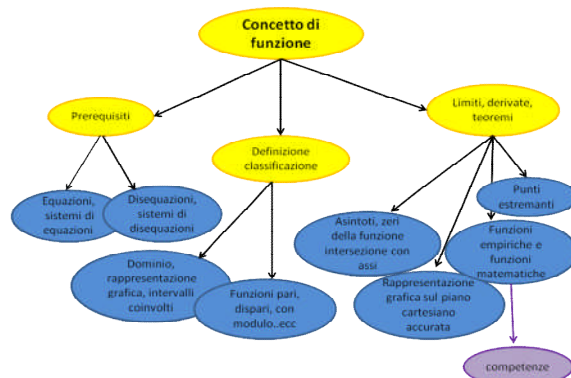 Concetto di
funzione
Prerequisiti
Limiti, derivate,
teoremi
Definizione
classificazione
Equazioni,
sistemi di
equazioni
Disequazioni,
sistemi di
disequazioni
Punti
estremanti
Asintoti, zeri
della funzione
intersezione con
assi
Funzioni
empiriche e
funzioni
matematiche
Dominio,
rappresentazione
grafica, intervalli
coinvolti
Funzioni pari,
dispari, con
modulo..ecc
Rappresentazione
grafica sul piano
cartesiano
accurata
competenze